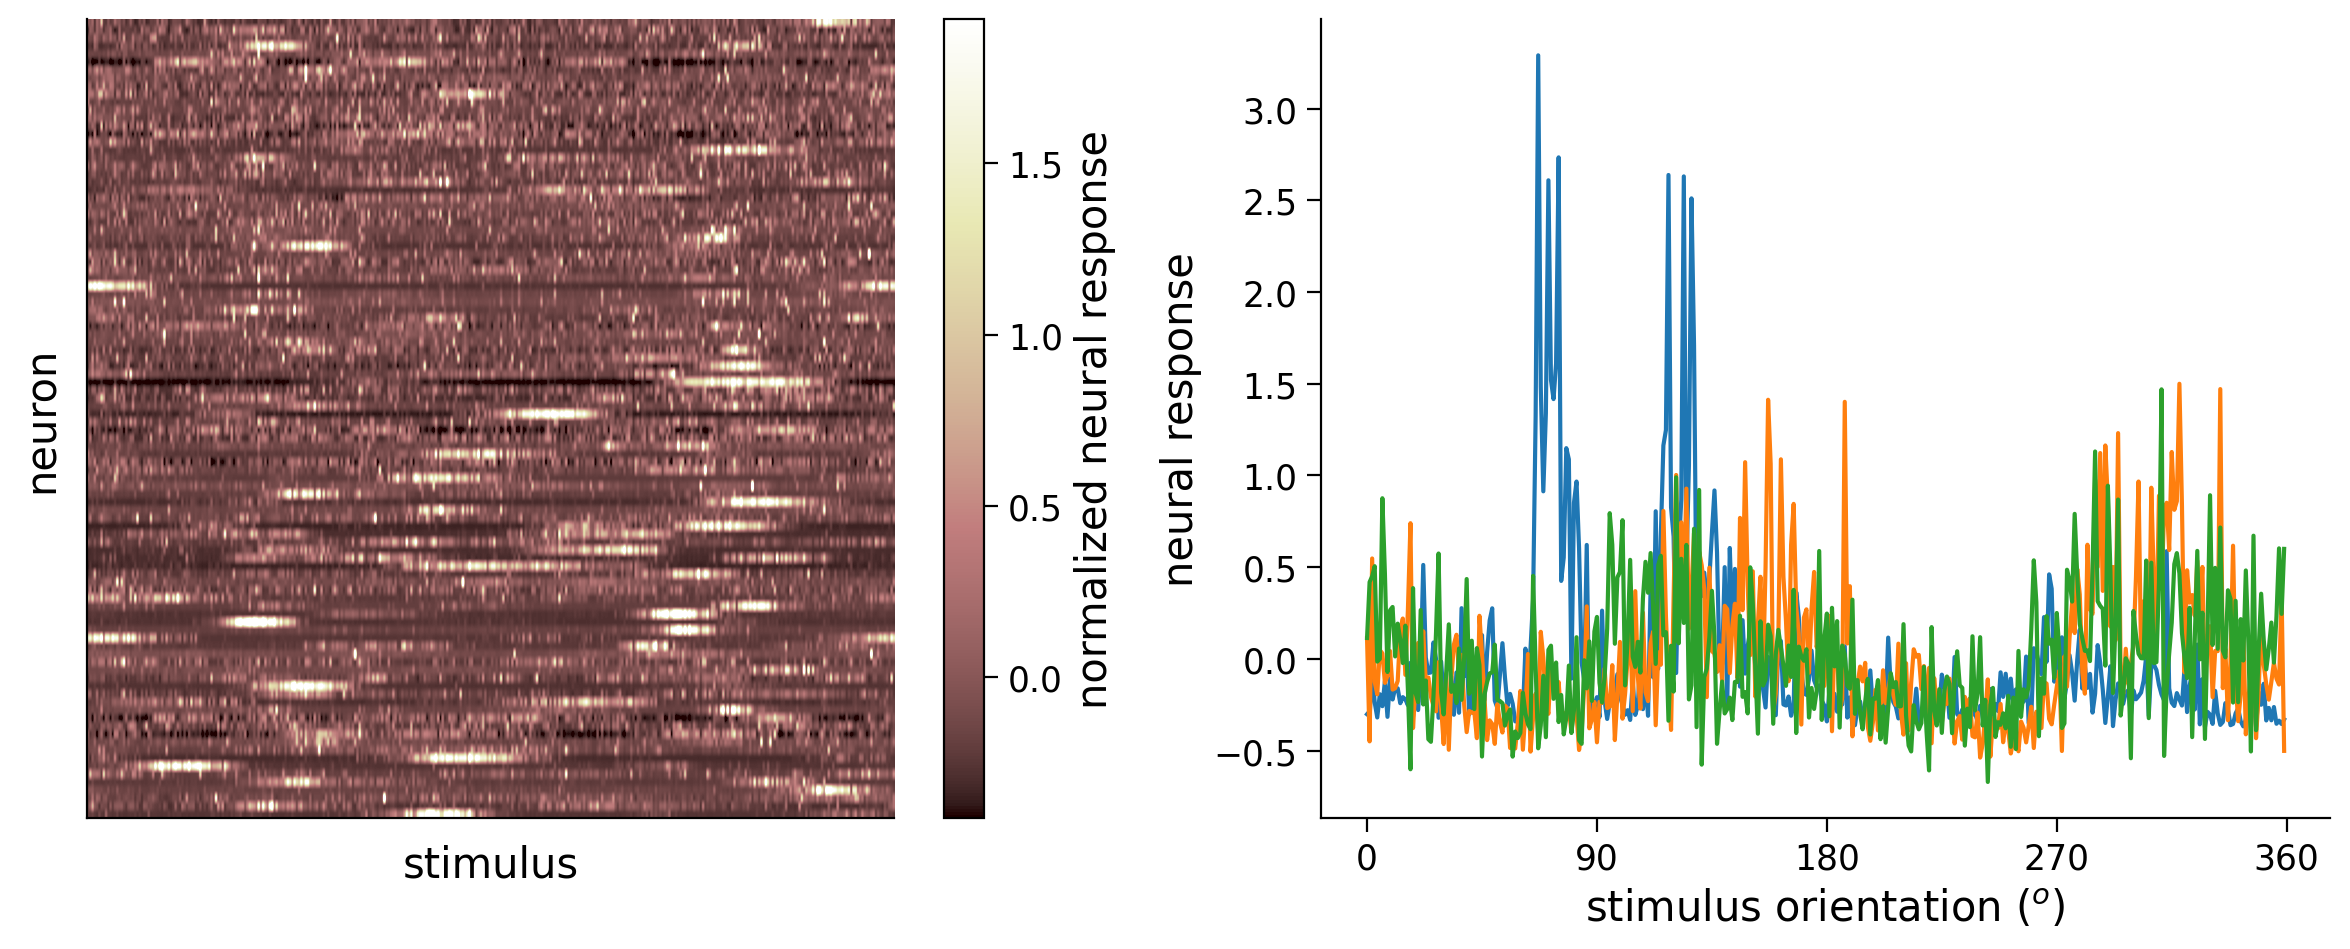 neuron
stimulus
1.5
1.0
0.5
0.0
normalized neural response
neural response
3.0
2.5
2.0
1.5
1.0
0.5
0.0
−0.5
0 90 180 270 360
stimulus orientation (o)